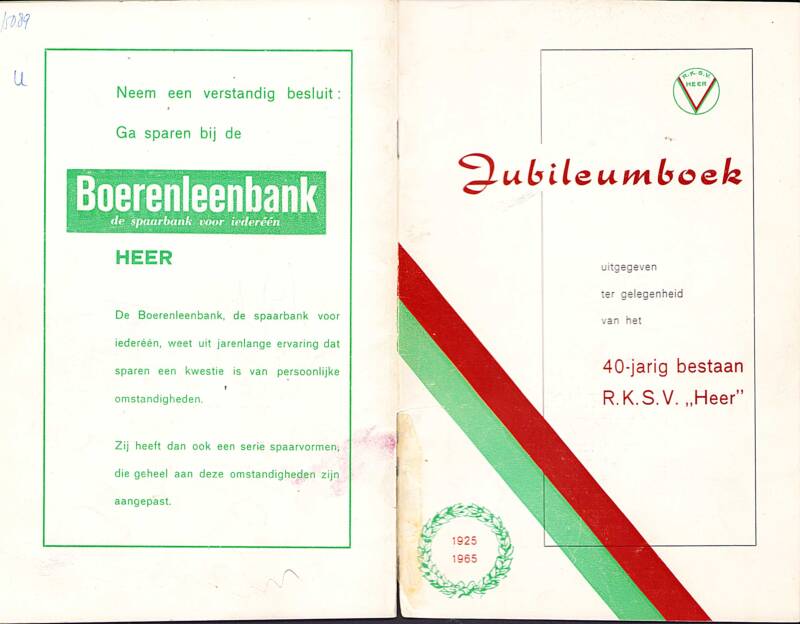 /5089
u
Neem een verstandig besluit :
Ga sparen bij de
Boerenleenbank
de spaarbank voor iederéén
HEER
De Boerenleenbank, de spaarbank voor
iederéén, weet uit jarenlange ervaring dat
sparen een kwestie is van persoonlijke
omstandigheden.
Zij heeft dan ook een serie spaarvormen,
die geheel aan deze omstandigheden zijn
aangepast.
R.K.S.V.
HEER
Jubileumboek
uitgegeven
ter gelegenheid
van het
40-jarig bestaan
R.K.S.V. „Heer”
1925
1965